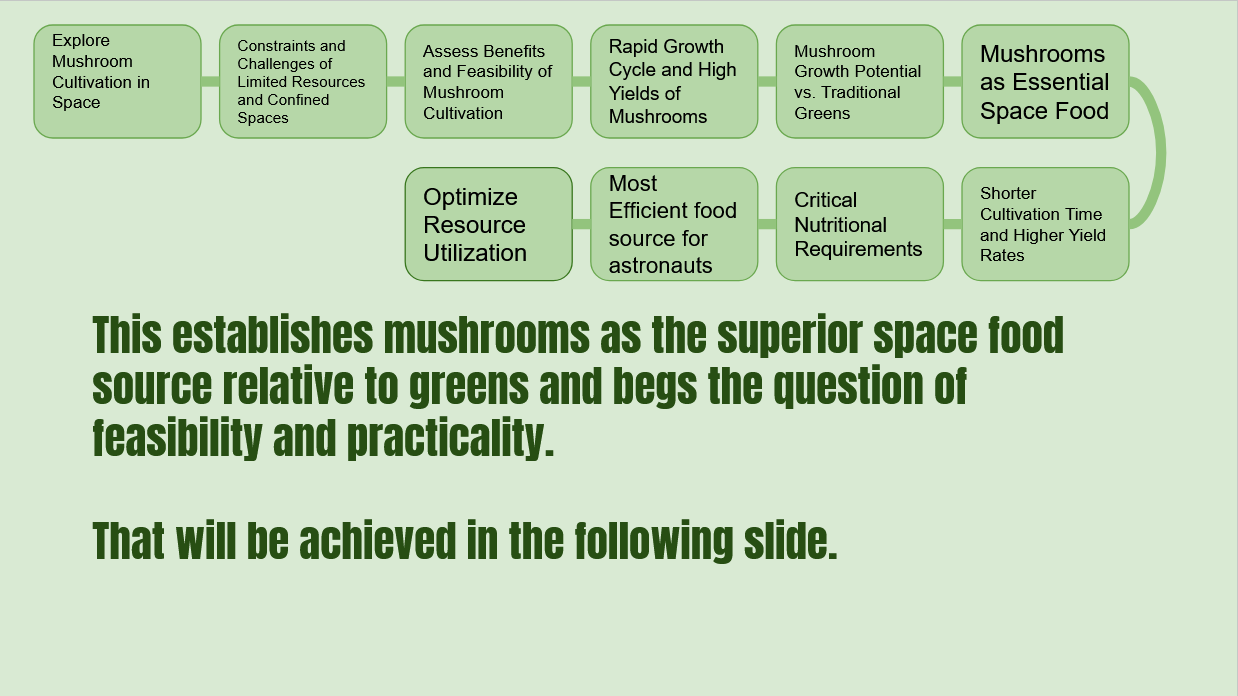 Explore
Mushroom
Cultivation in
Space
Constraints and
Challenges of
Limited Resources
and Confined
Spaces
Assess Benefits
and Feasibility of
Mushroom
Cultivation
Rapid Growth
Cycle and High
Yields of
Mushrooms
Mushroom
Growth Potential
vs. Traditional
Greens
Mushrooms
as Essential
Space Food
Shorter
Cultivation Time
and Higher Yield
Rates
Critical
Nutritional
Requirements
Most
Efficient food
source for
astronauts
Optimize
Resource
Utilization
This establishes mushrooms as the superior space food
source relative to greens and begs the question of
feasibility and practicality.
That will be achieved in the following slide.